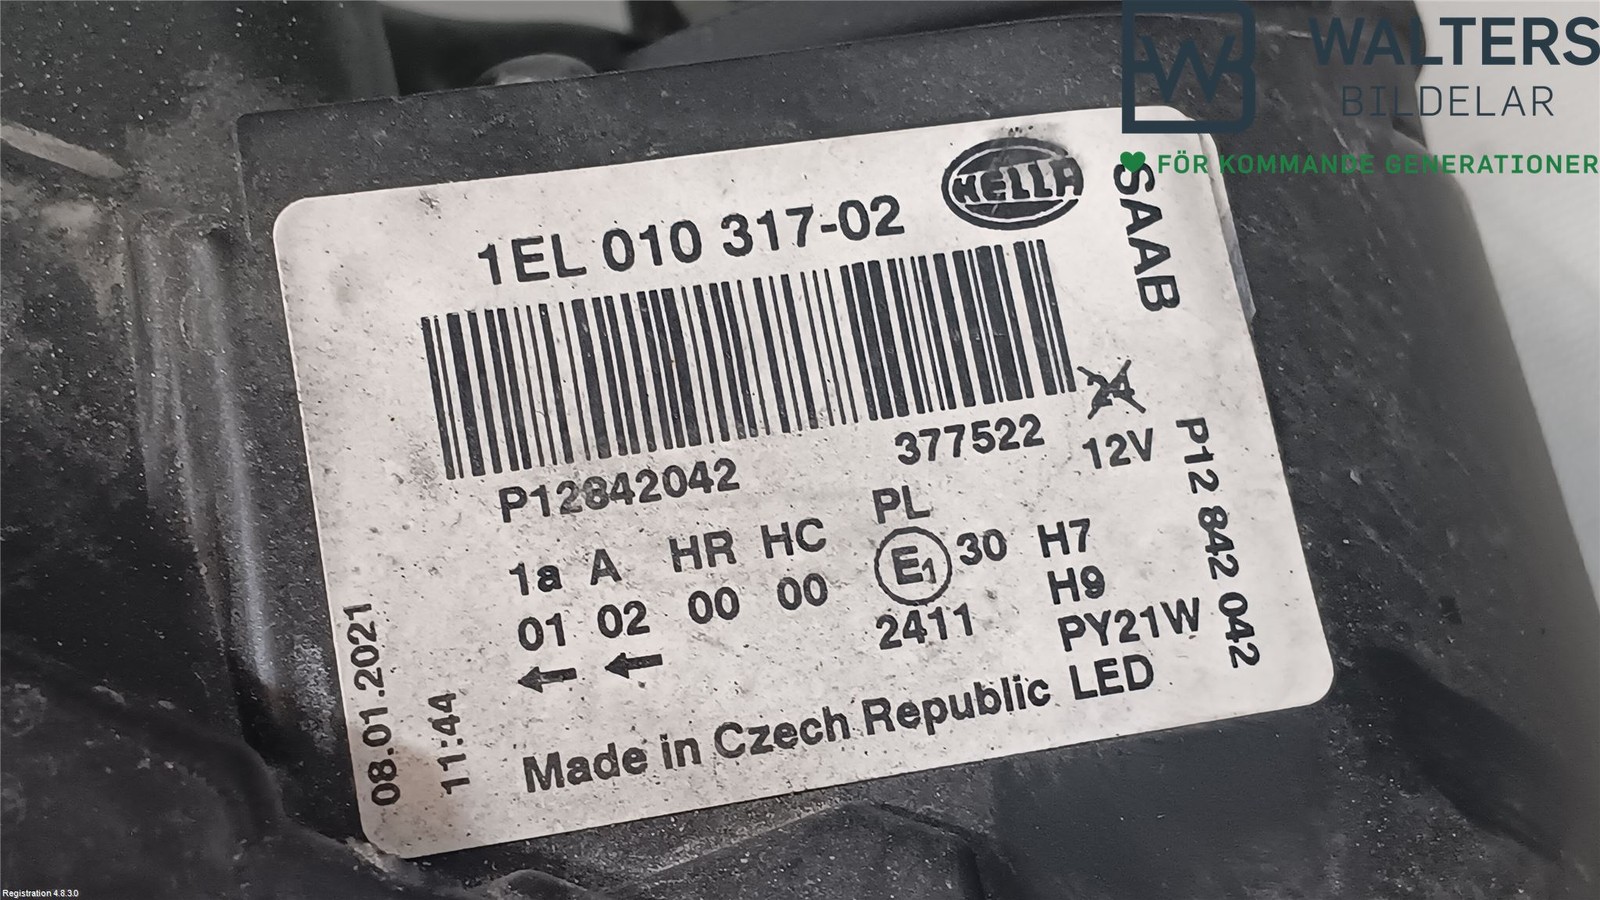 WALTERS
BILDELAR
FÖR KOMMANDE GENERATIONER
HELLA
1EL 010 317-02
SAAB
P12842042
377522
24
12V
P12 842 042
1a A HR HC PL
01 02 00 00 E1 30 H7
2411 H9
PY21W
LED
Made in Czech Republic
08.01.2021
11:44
Registration 4.8.3.0